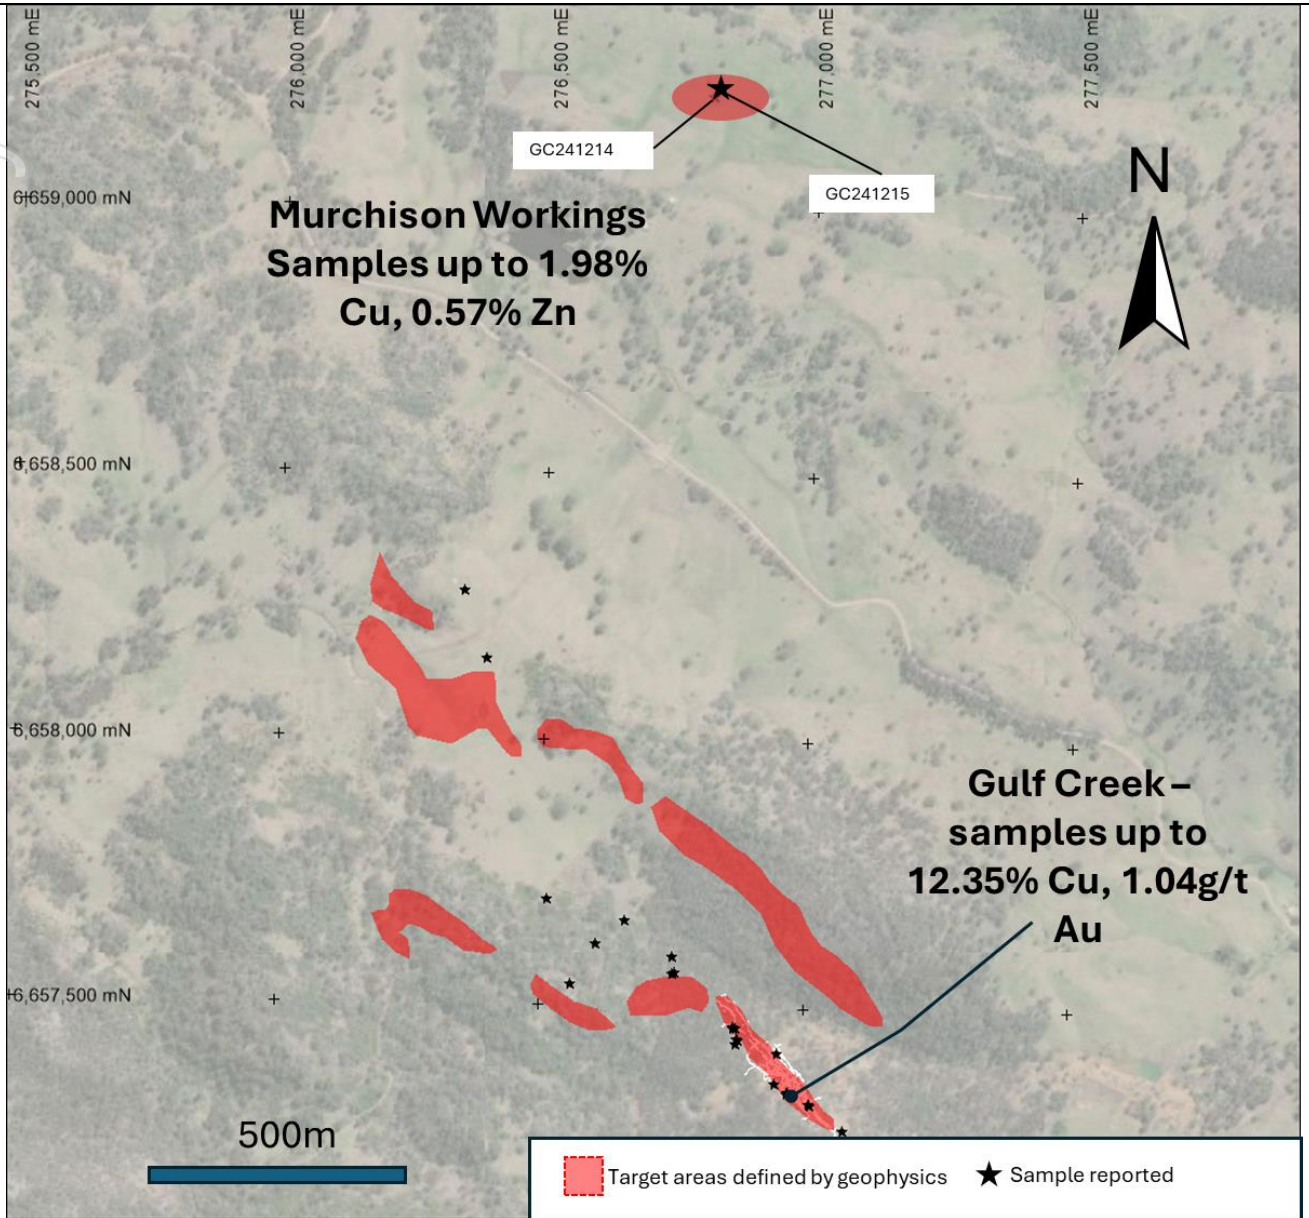 275,500 mE
276,000 mE
276,500 mE
277,000 mE
277,500 mE
GC241214
GC241215
N
6,659,000 mN
Murchison Workings
Samples up to 1.98%
Cu, 0.57% Zn
6,658,500 mN
6,658,000 mN
Gulf Creek –
samples up to
12.35% Cu, 1.04g/t
Au
6,657,500 mN
500m
Target areas defined by geophysics
Sample reported